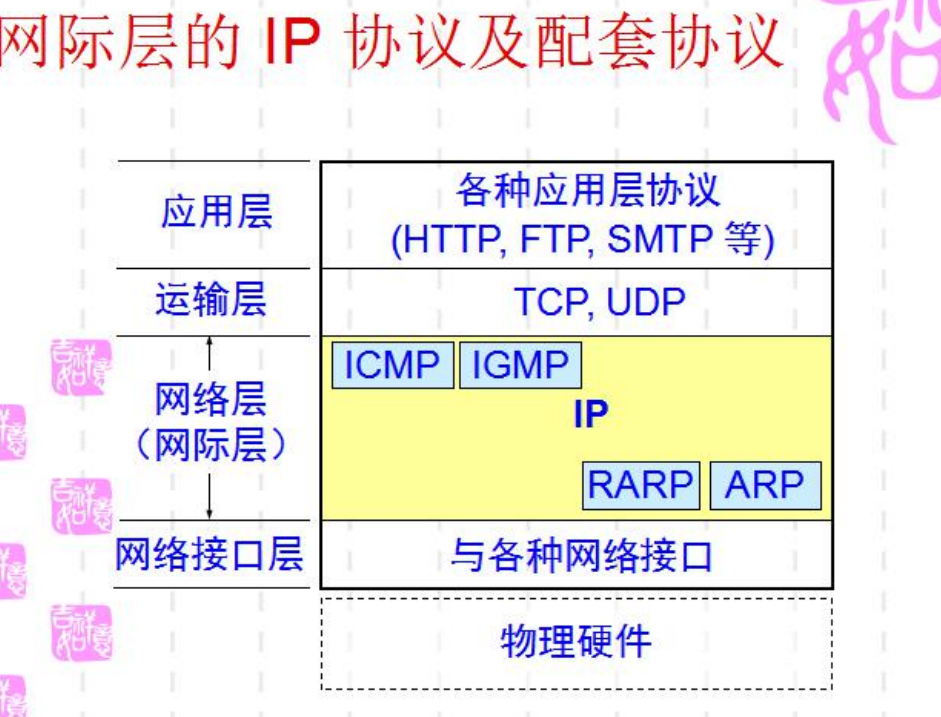 网际层的 IP 协议及配套协议
应用层
各种应用层协议
(HTTP, FTP, SMTP 等)
运输层
TCP, UDP
网络层
（网际层）
ICMP
IGMP
IP
RARP
ARP
网络接口层
与各种网络接口
物理硬件